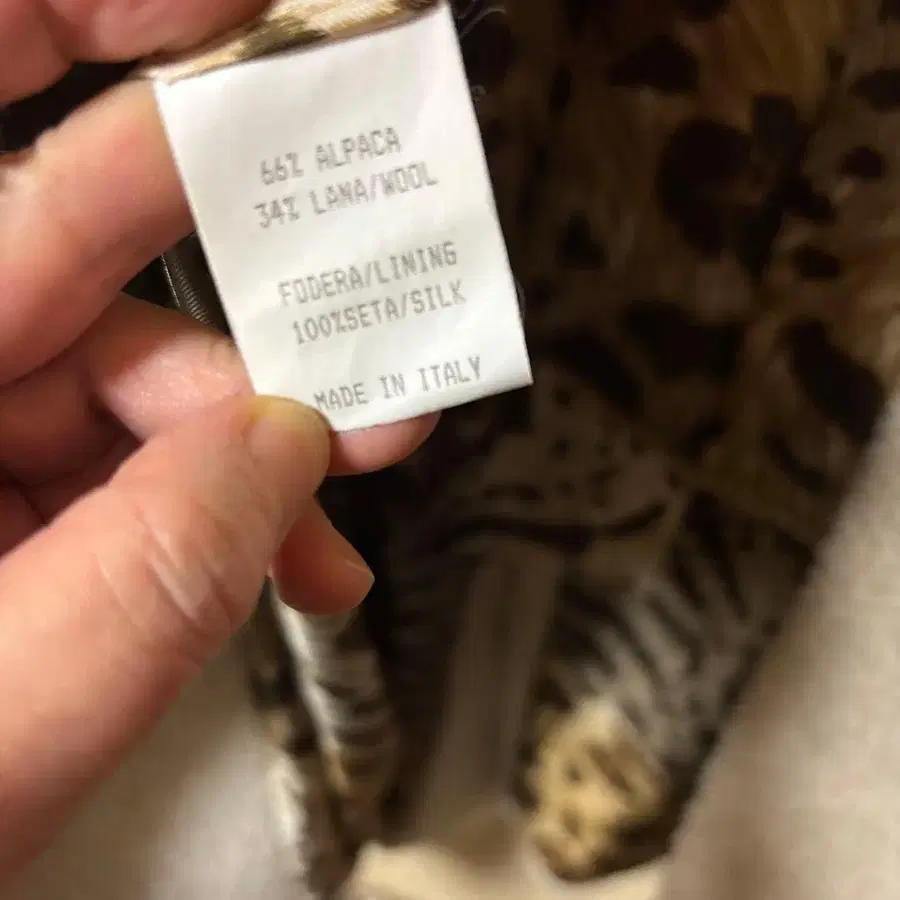 66% ALPACA
34% LANA/WOOL
FODERA/LINING
100%SETA/SILK
MADE IN ITALY